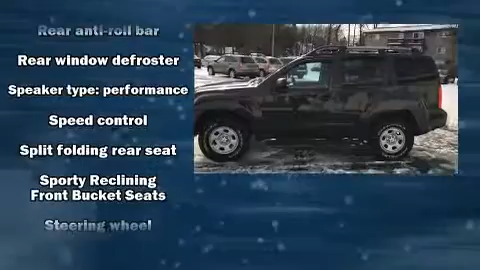 Rear anti-roll bar
Rear window defroster
Speaker type: performance
Speed control
Split folding rear seat
Sporty Reclining
Front Bucket Seats
Steering wheel